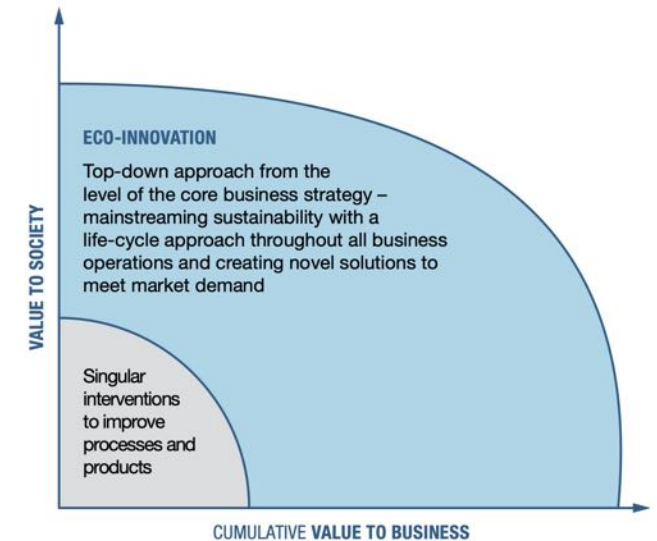 VALUE TO SOCIETY
ECO-INNOVATION
Top-down approach from the
level of the core business strategy –
mainstreaming sustainability with a
life-cycle approach throughout all business
operations and creating novel solutions to
meet market demand
Singular
interventions
to improve
processes and
products
CUMULATIVE VALUE TO BUSINESS